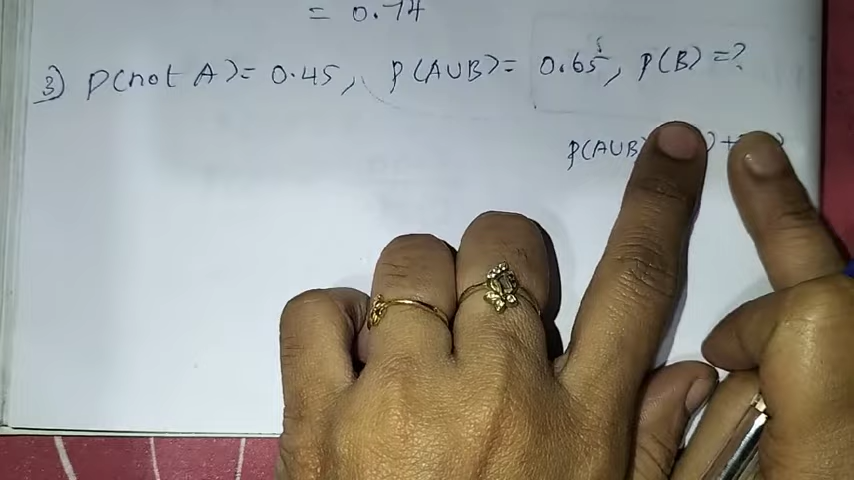 = 0.74
3) P(not A) = 0.45, P(AUB) = 0.65, P(B) = ?
P(AUB) +